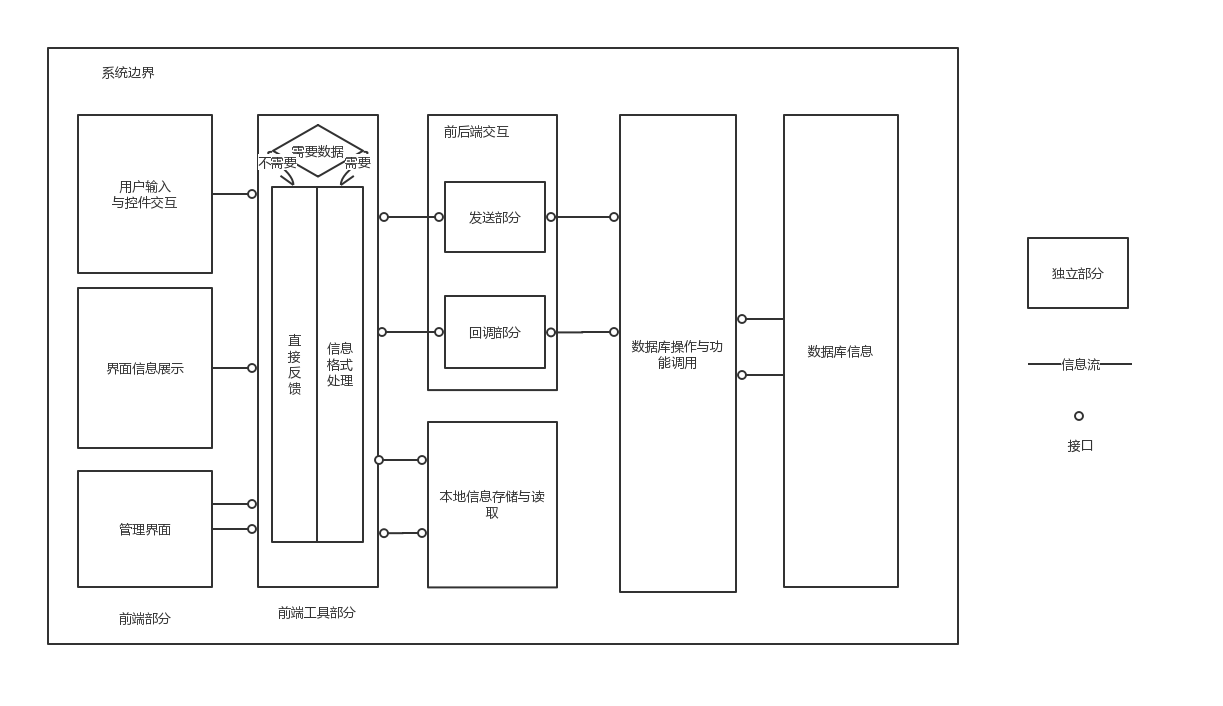 系统边界
用户输入
与控件交互
界面信息展示
管理界面
前端部分
需要数据
不需要
需要
直
接
反
馈
信息
格式
处理
前端工具部分
前后端交互
发送部分
回调部分
本地信息存储与读
取
数据库操作与功
能调用
数据库信息
独立部分
信息流
接口